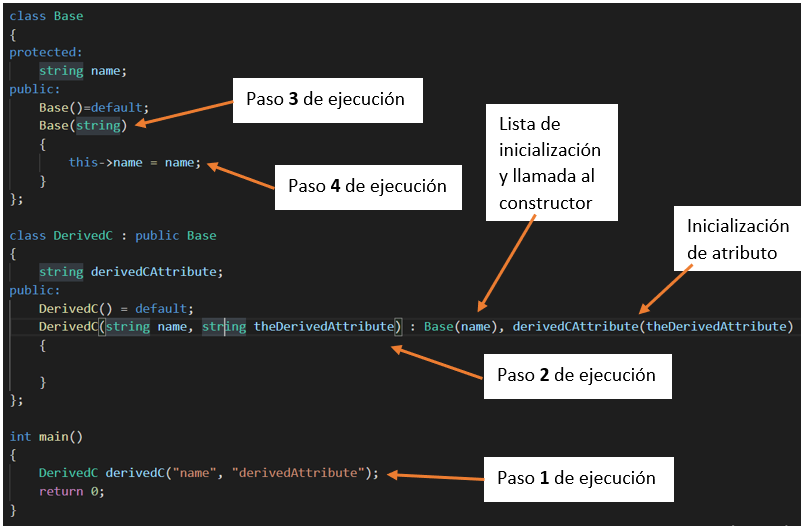 class Base
{
protected:
    string name;
public:
    Base()=default;
    Base(string)
    {
        this->name = name;
    }
};
class DerivedC : public Base
{
    string derivedCAttribute;
public:
    DerivedC() = default;
    DerivedC(string name, string theDerivedAttribute) : Base(name), derivedCAttribute(theDerivedAttribute)
    {
    }
};
int main()
{
    DerivedC derivedC("name", "derivedAttribute");
    return 0;
}
Paso 3 de ejecución
Paso 4 de ejecución
Lista de
inicialización
y llamada al
constructor
Inicialización
de atributo
Paso 2 de ejecución
Paso 1 de ejecución